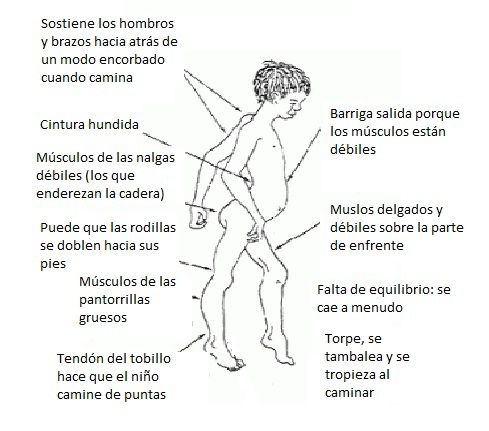 Sostiene los hombros
y brazos hacia atrás de
un modo encorbado
cuando camina
Cintura hundida
Músculos de las nalgas
débiles (los que
enderezan la cadera)
Puede que las rodillas
se doblen hacia sus
pies
Músculos de las
pantorrillas
gruesos
Tendón del tobillo
hace que el niño
camine de puntas
Barriga salida porque
los músculos están
débiles
Muslos delgados y
débiles sobre la parte
de enfrente
Falta de equilibrio: se
cae a menudo
Torpe, se
tambalea y se
tropieza al
caminar